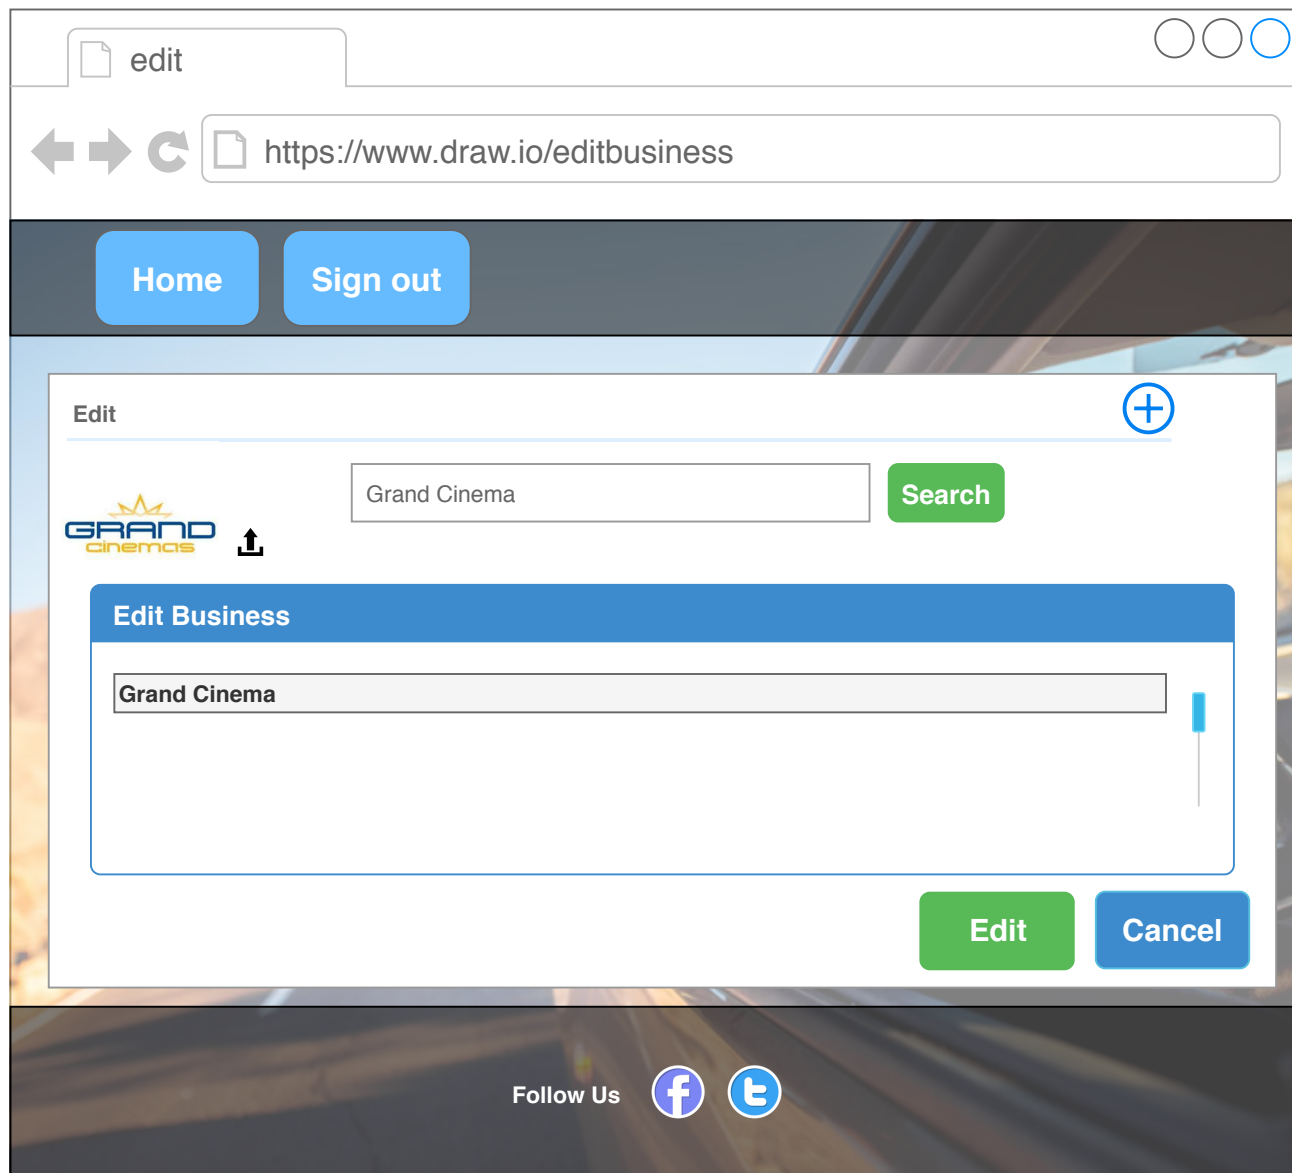 edit
https://www.draw.io/editbusiness
Home
Sign out
Edit
Grand Cinema
Search
GRAND
cinemas
Edit Business
Grand Cinema
Edit
Cancel
Follow Us